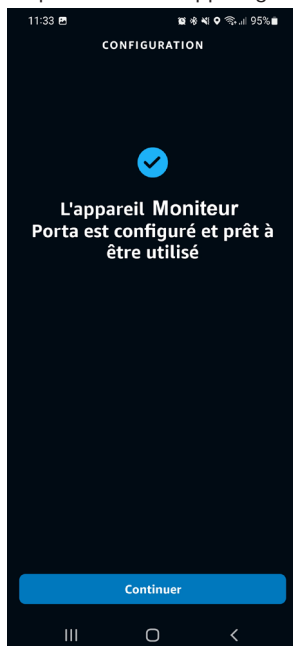 11:33 95%
CONFIGURATION
L'appareil Moniteur
Porta est configuré et prêt à
être utilisé
Continuer